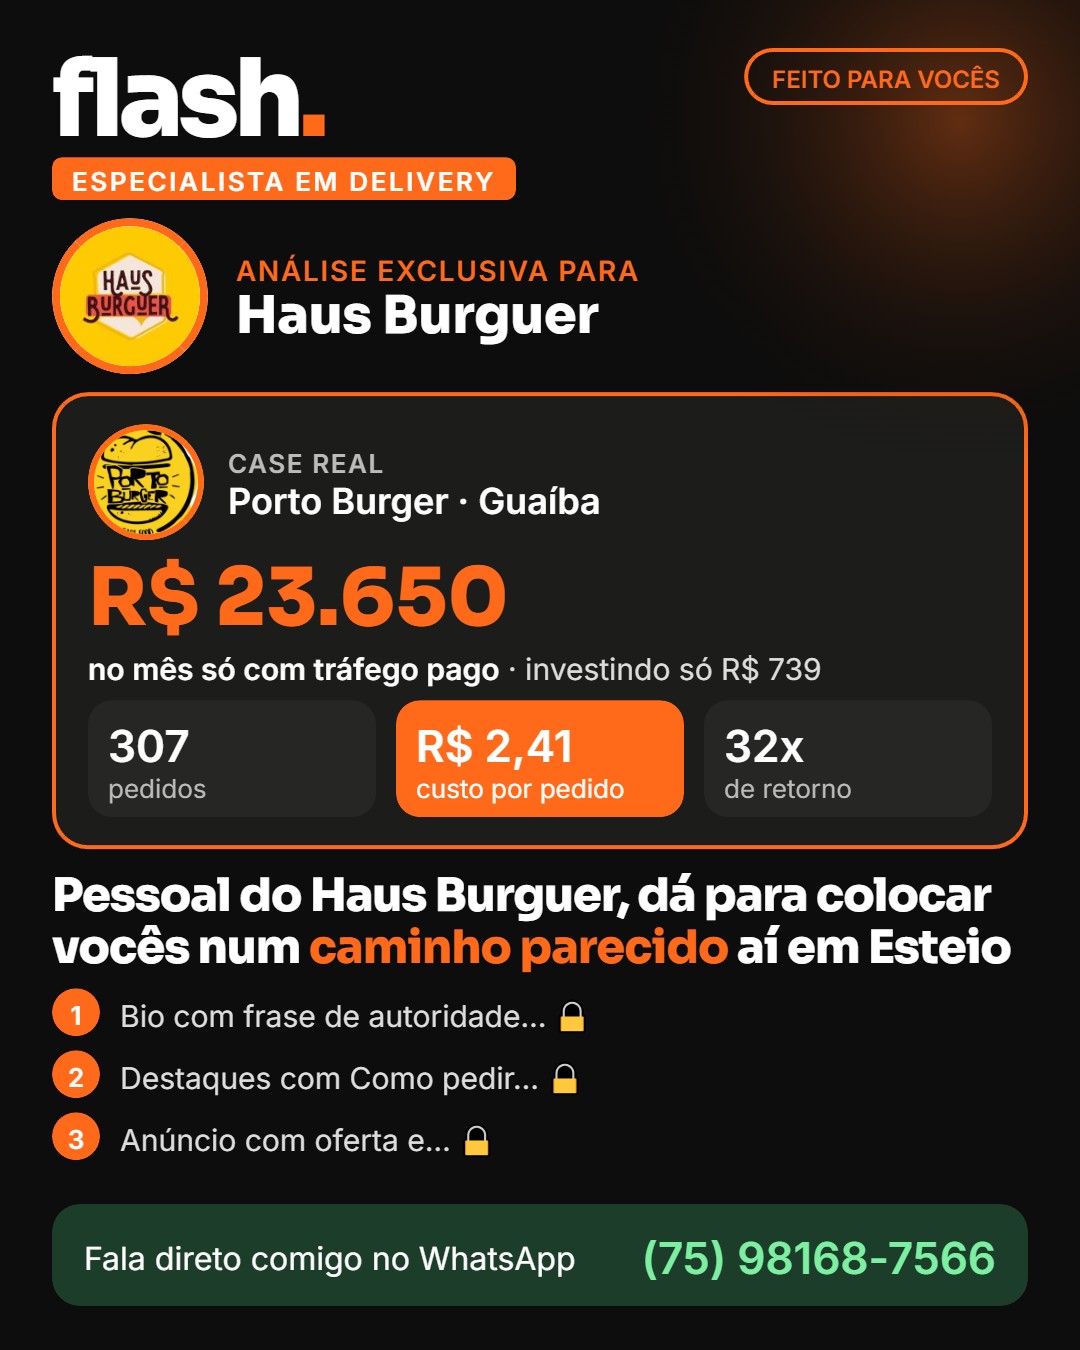 flash.
FEITO PARA VOCÊS
ESPECIALISTA EM DELIVERY
HAUS
BURGUER
ANÁLISE EXCLUSIVA PARA
Haus Burguer
PORTO
BURGER
CASE REAL
Porto Burger · Guaíba
R$ 23.650
no mês só com tráfego pago · investindo só R$ 739
307
pedidos
R$ 2,41
custo por pedido
32x
de retorno
Pessoal do Haus Burguer, dá para colocar
vocês num caminho parecido aí em Esteio
1 Bio com frase de autoridade... 🔒
2 Destaques com Como pedir... 🔒
3 Anúncio com oferta e... 🔒
Fala direto comigo no WhatsApp (75) 98168-7566